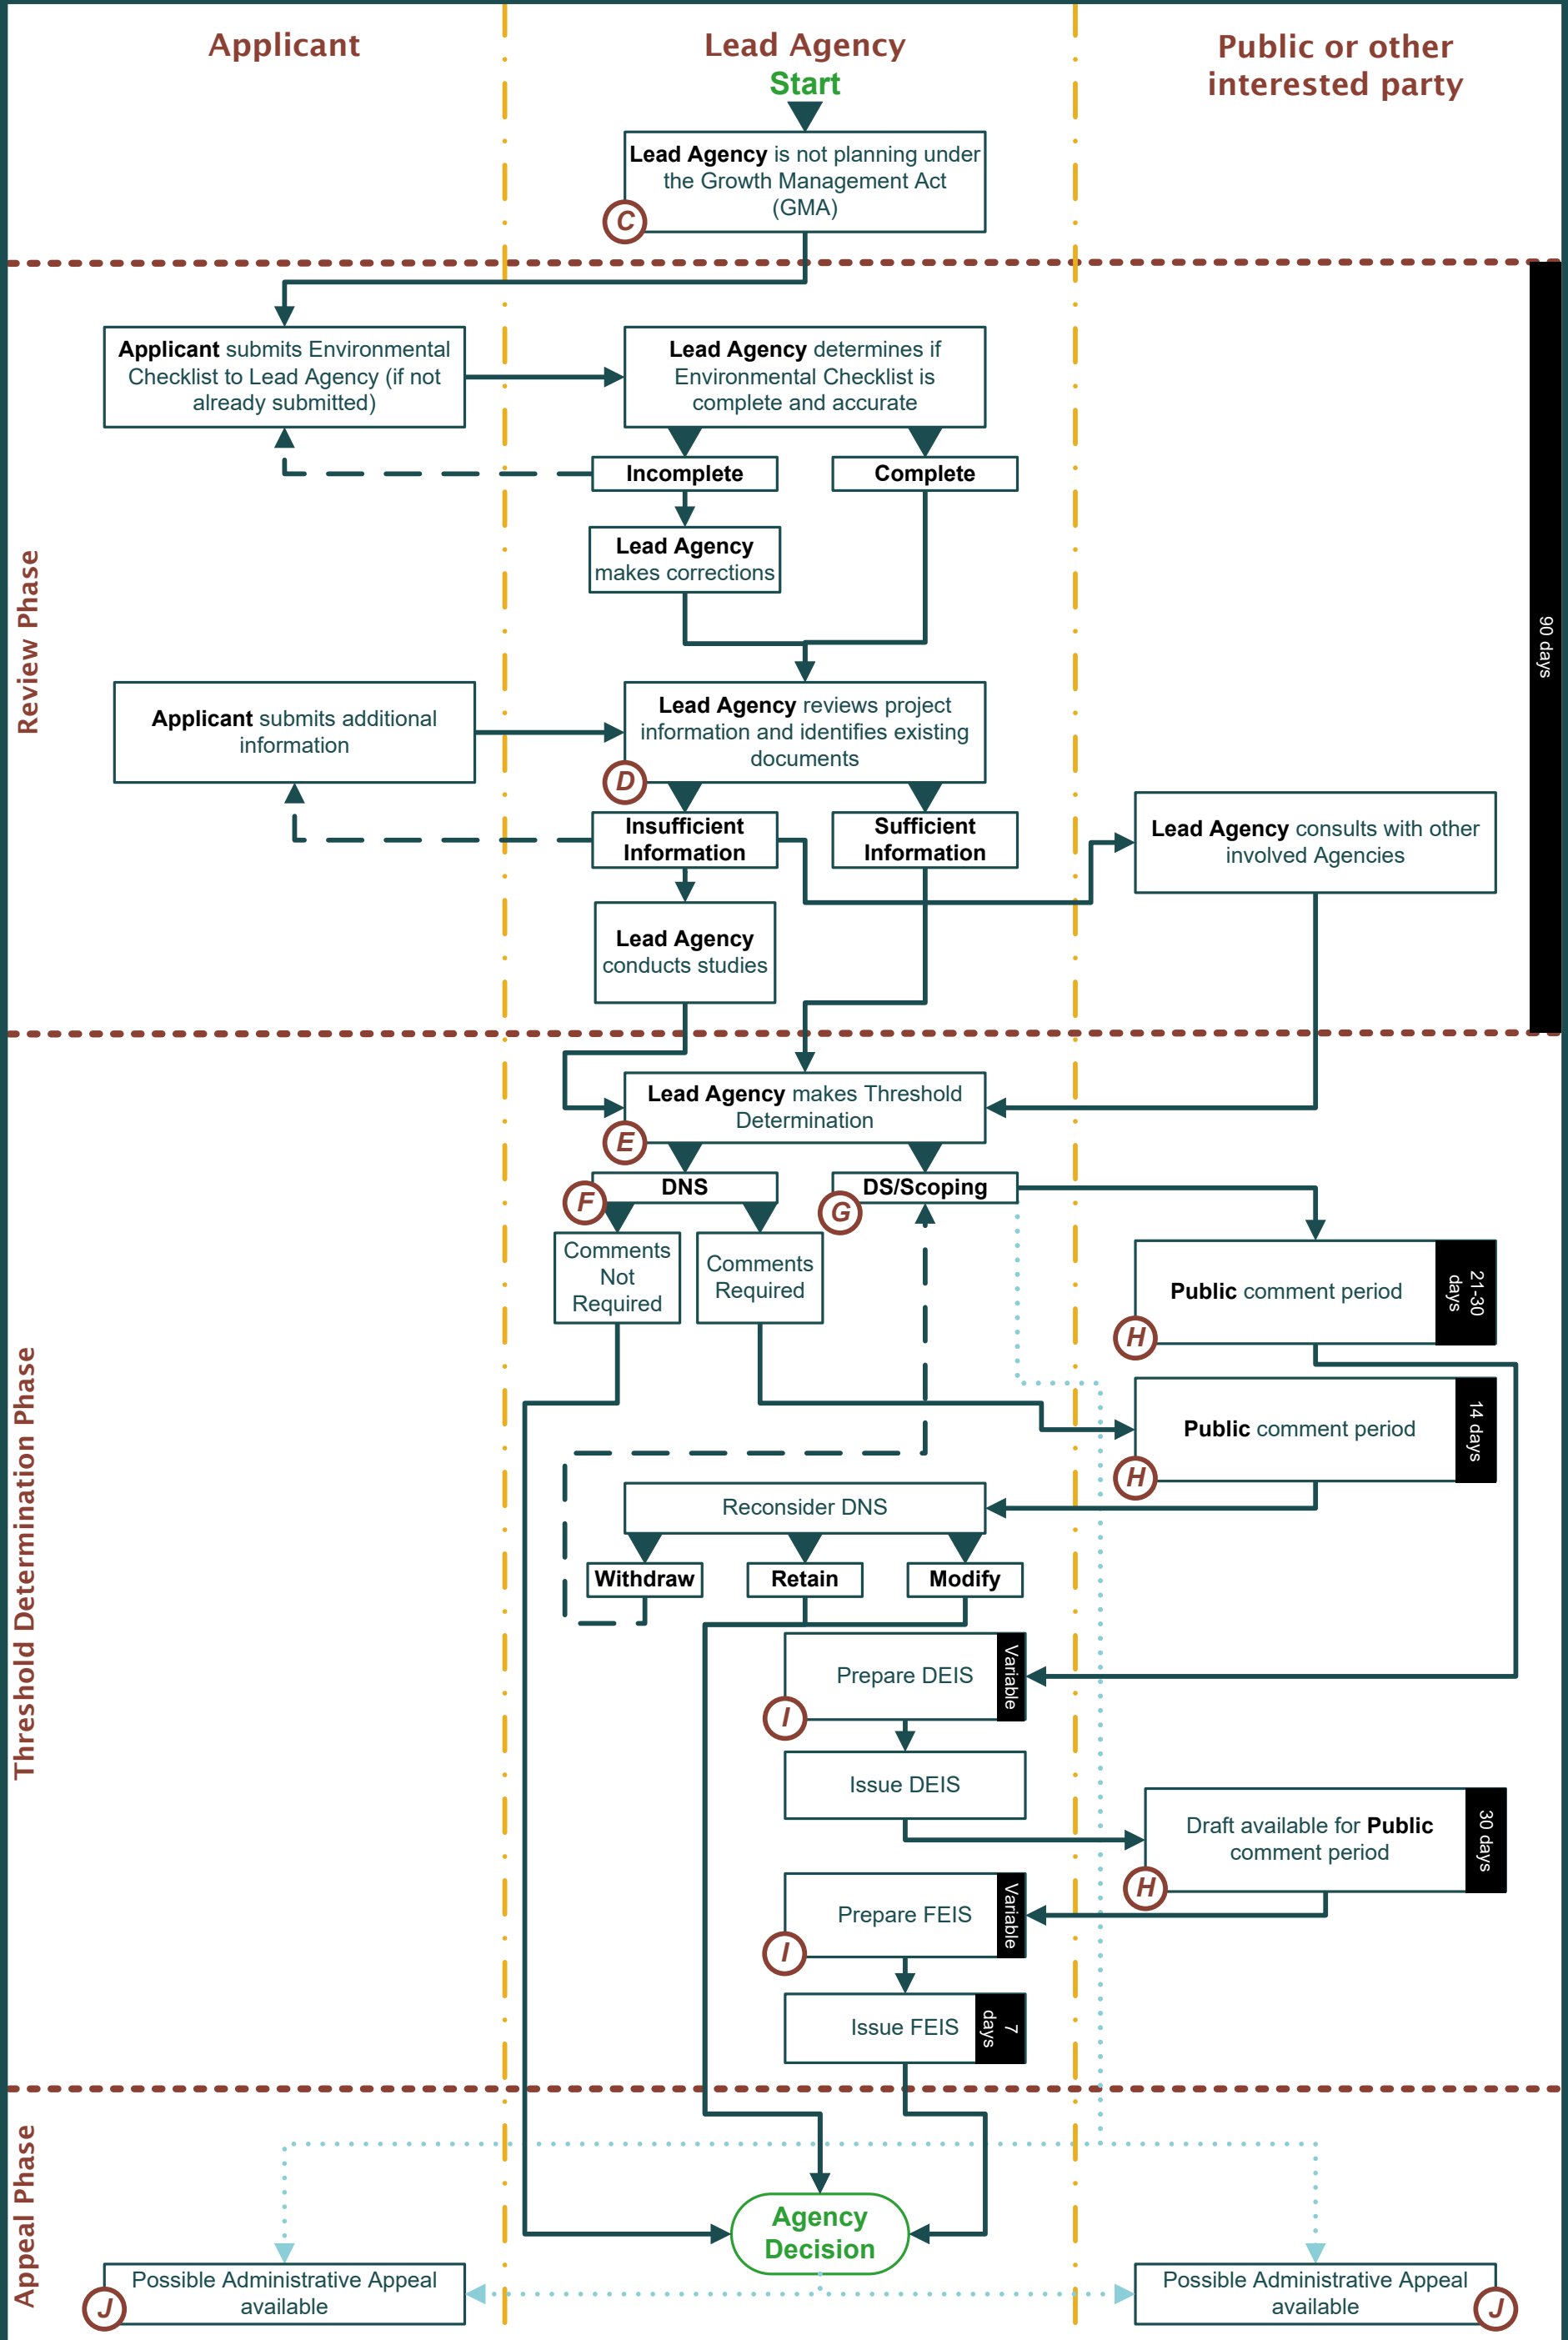 Applicant
Lead Agency
Public or other
interested party
Start
Lead Agency is not planning under
the Growth Management Act
(GMA)
C
Review Phase
90 days
Applicant submits Environmental
Checklist to Lead Agency (if not
already submitted)
Lead Agency determines if
Environmental Checklist is
complete and accurate
Incomplete
Complete
Lead Agency
makes corrections
Applicant submits additional
information
Lead Agency reviews project
information and identifies existing
documents
D
Insufficient
Information
Sufficient
Information
Lead Agency consults with other
involved Agencies
Lead Agency
conducts studies
Threshold Determination Phase
Lead Agency makes Threshold
Determination
E
DNS
F
DS/Scoping
G
Comments
Not
Required
Comments
Required
Public comment period
21-30
days
H
Public comment period
14 days
H
Reconsider DNS
Withdraw
Retain
Modify
Prepare DEIS
Variable
I
Issue DEIS
Draft available for Public
comment period
30 days
H
Prepare FEIS
Variable
I
Issue FEIS
7
days
Appeal Phase
Agency
Decision
Possible Administrative Appeal
available
J
Possible Administrative Appeal
available
J